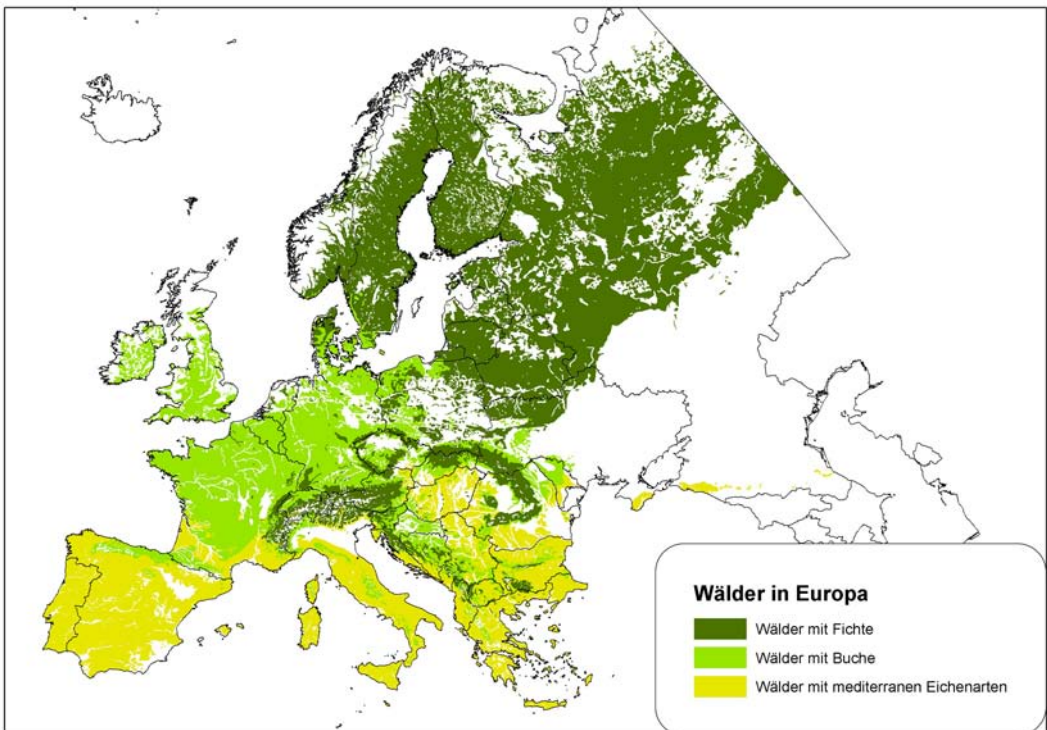 Wälder in Europa
Wälder mit Fichte
Wälder mit Buche
Wälder mit mediterranen Eichenarten